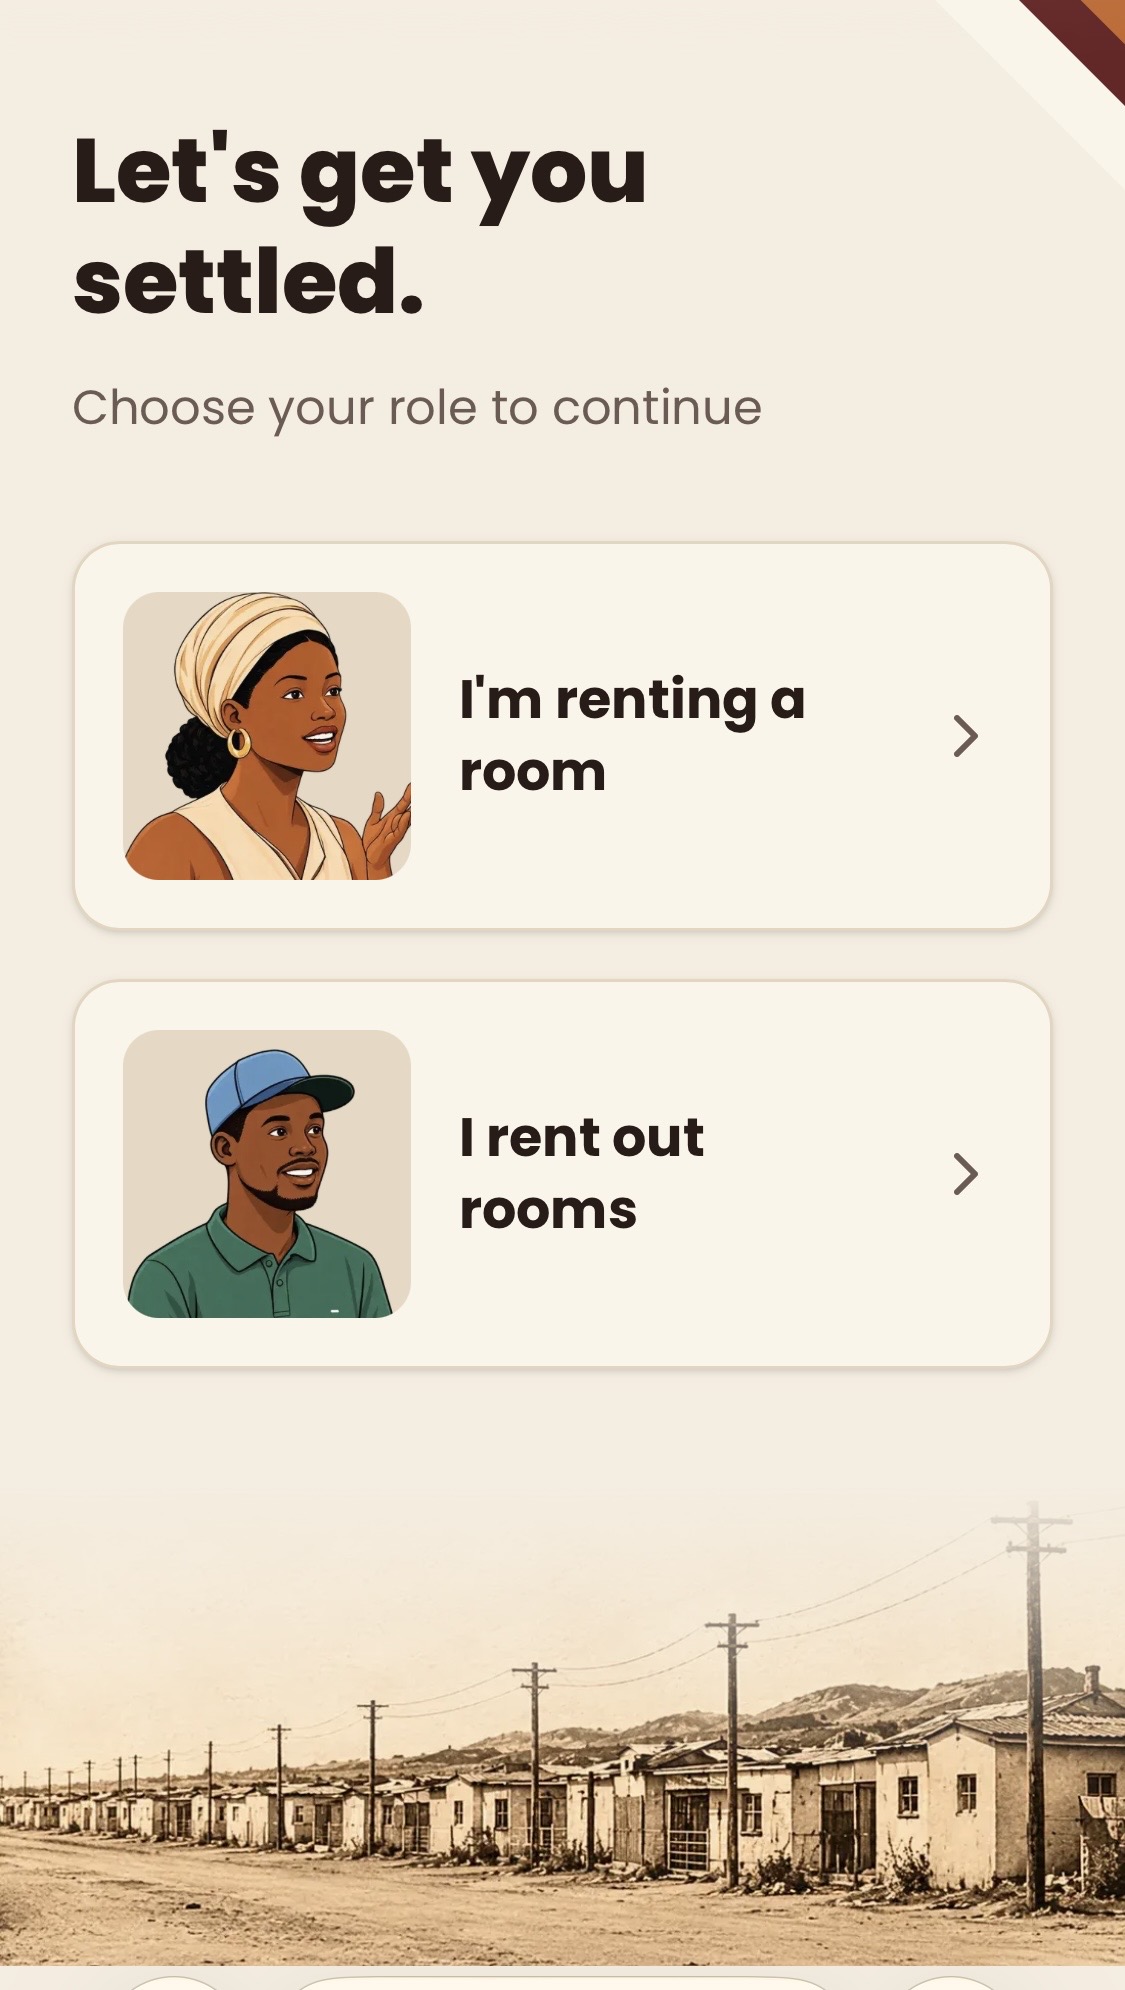 Let's get you
settled.
Choose your role to continue
I'm renting a
room
I rent out
rooms